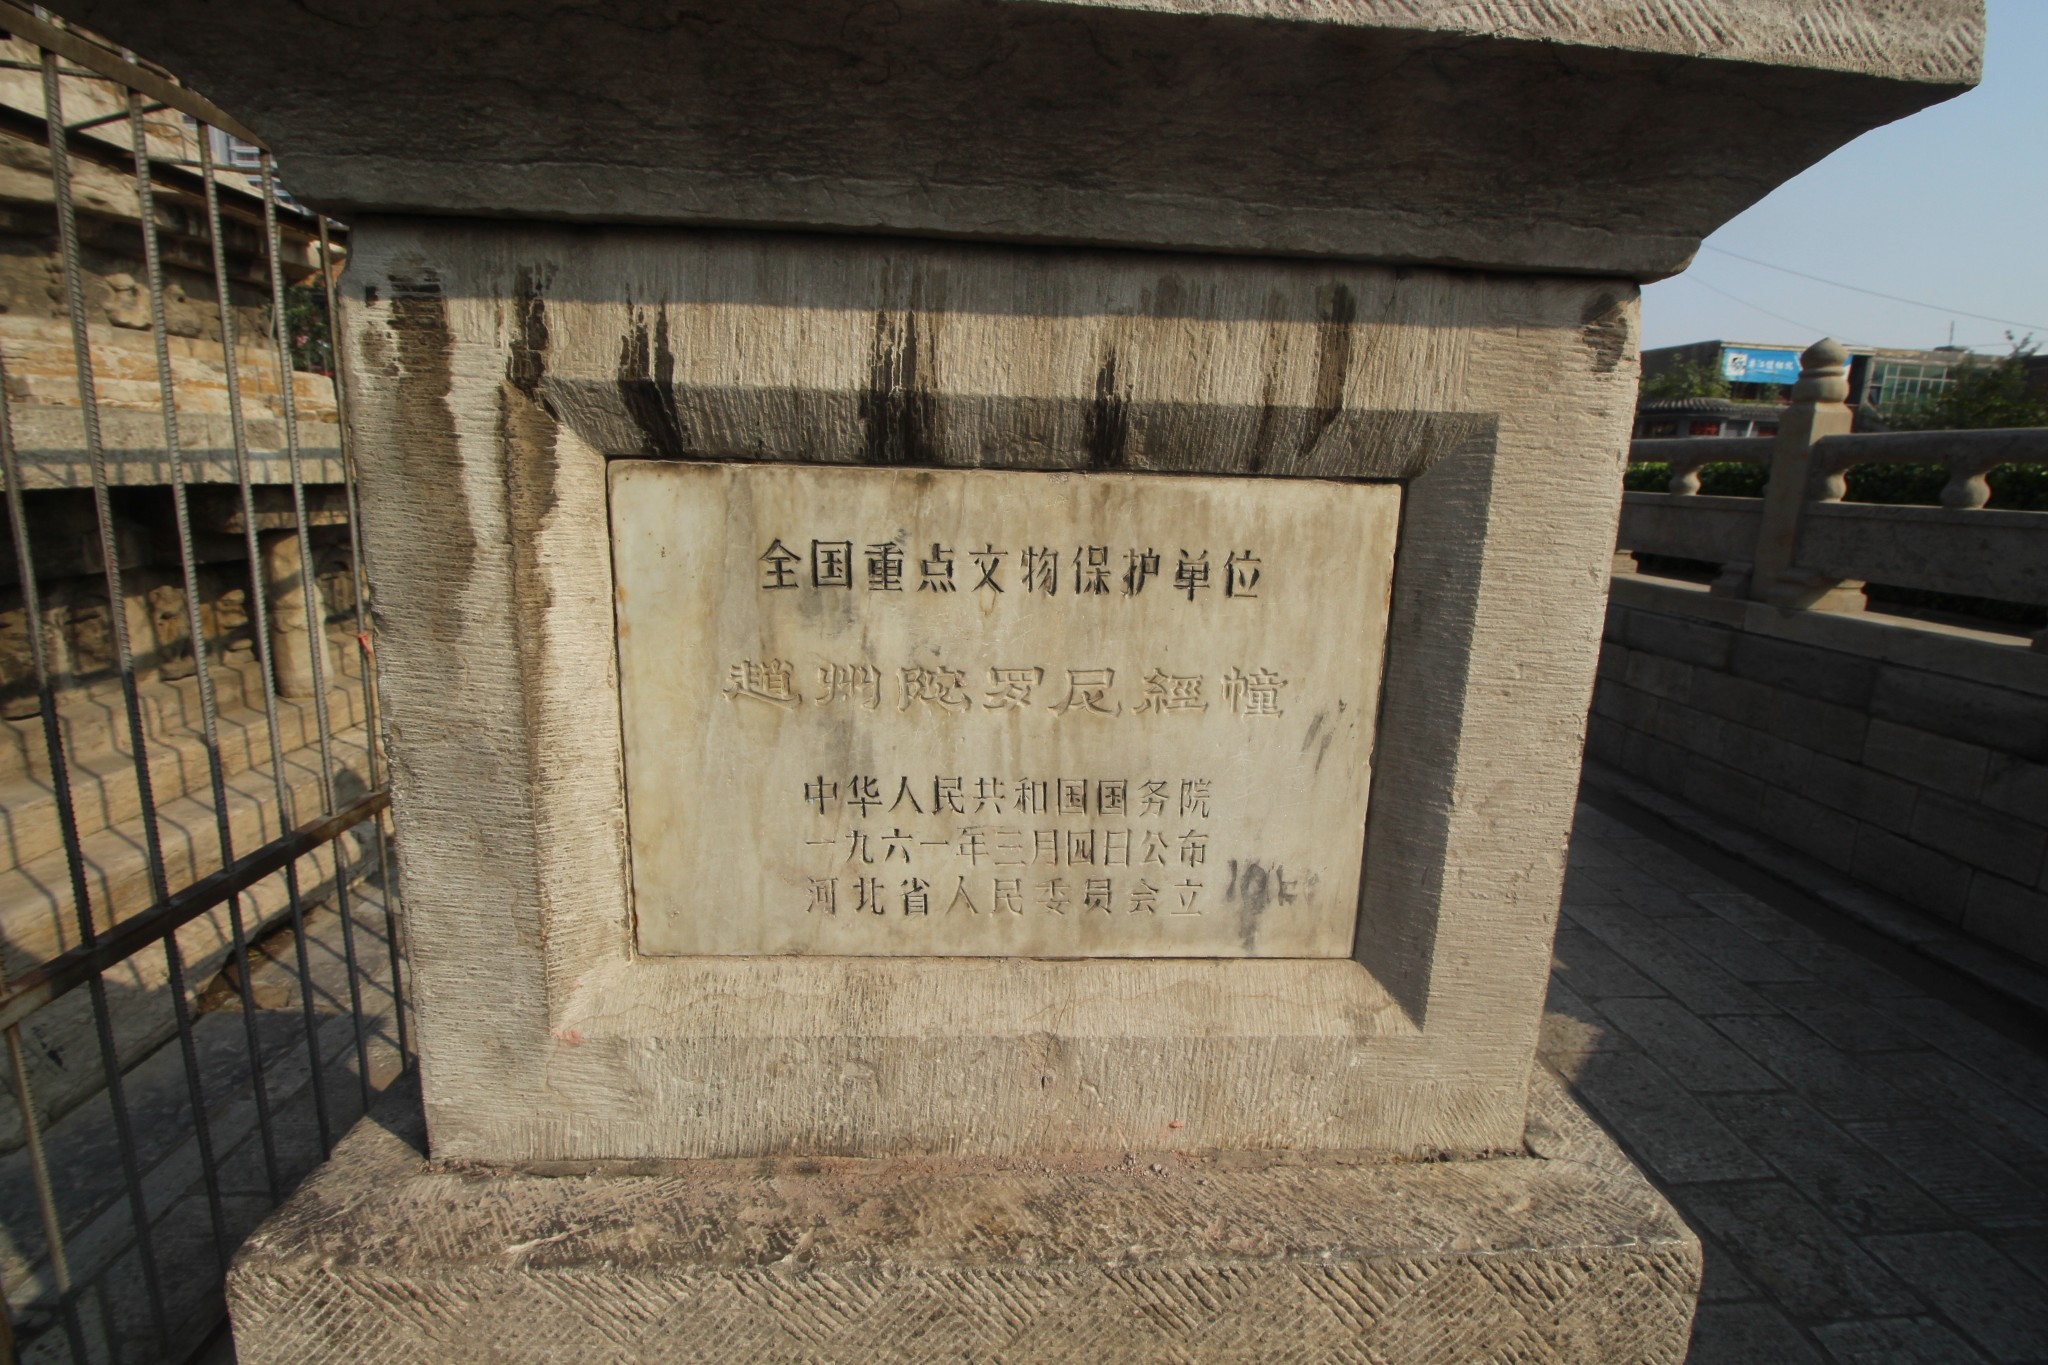 全国重点文物保护单位
趙州陀罗尼經幢
中华人民共和国国务院
一九六一年三月四日公布
河北省人民委员会立